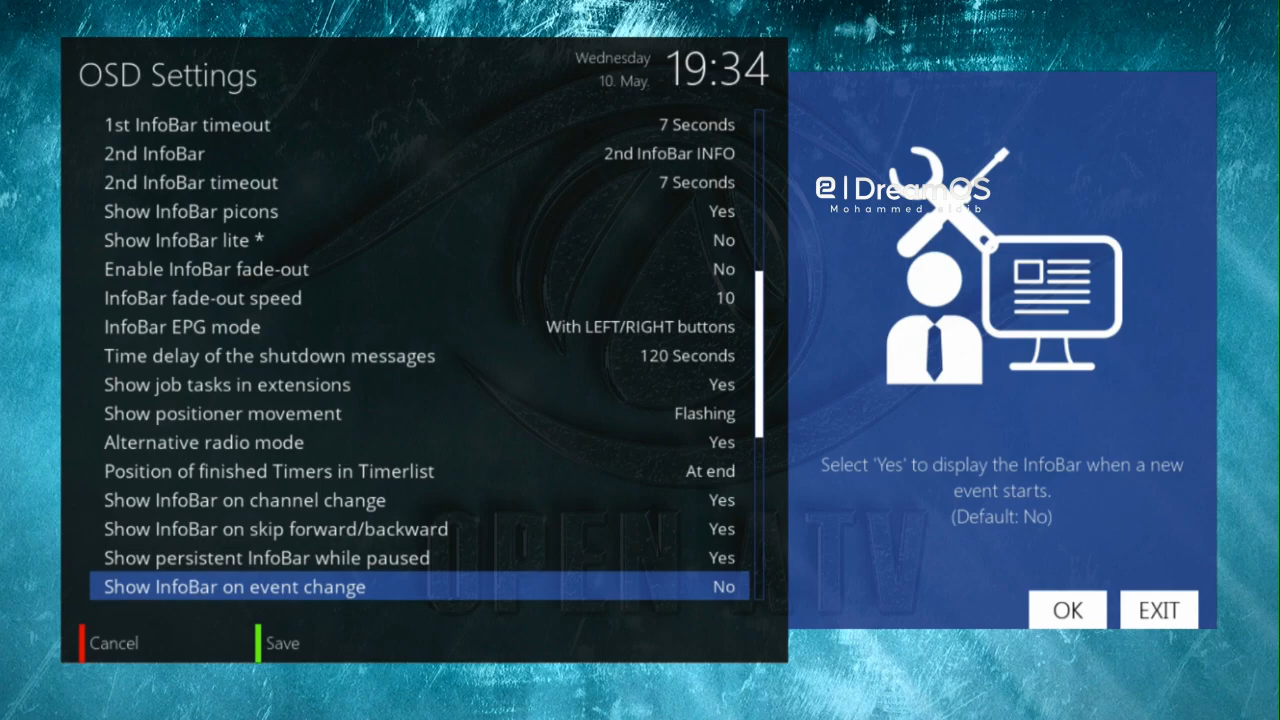 OSD Settings
Wednesday
10. May.
19:34
1st InfoBar timeout 7 Seconds
2nd InfoBar 2nd InfoBar INFO
2nd InfoBar timeout 7 Seconds
Show InfoBar picons Yes
Show InfoBar lite * No
Enable InfoBar fade-out No
InfoBar fade-out speed 10
InfoBar EPG mode With LEFT/RIGHT buttons
Time delay of the shutdown messages 120 Seconds
Show job tasks in extensions Yes
Show positioner movement Flashing
Alternative radio mode Yes
Position of finished Timers in Timerlist At end
Show InfoBar on channel change Yes
Show InfoBar on skip forward/backward Yes
Show persistent InfoBar while paused Yes
Show InfoBar on event change No
Cancel Save
OPEN ATV
DreamOS
Mohammed
Select 'Yes' to display the InfoBar when a new
event starts.
(Default: No)
OK EXIT